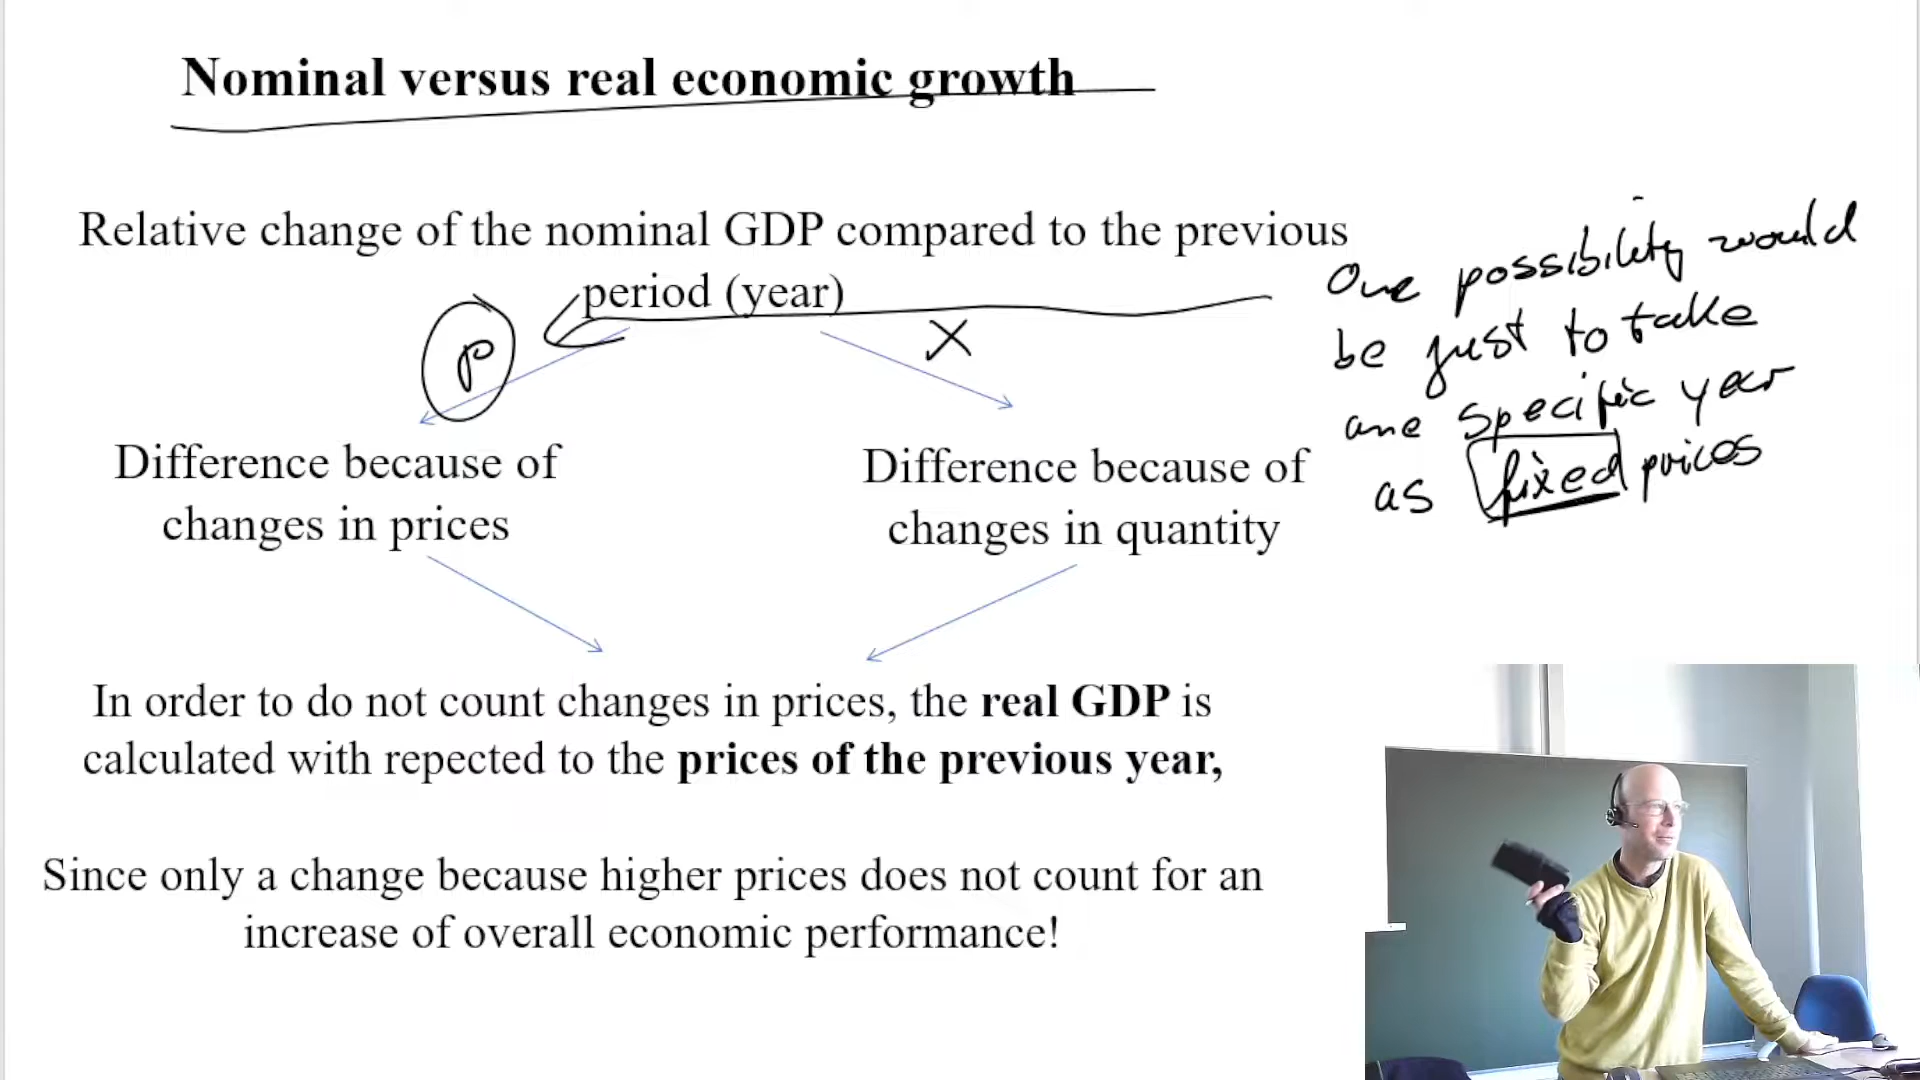 Nominal versus real economic growth
Relative change of the nominal GDP compared to the previous
period (year)
p
X
Difference because of
changes in prices
Difference because of
changes in quantity
One possibility would
be just to take
one specific year
as fixed prices
In order to do not count changes in prices, the real GDP is
calculated with repected to the prices of the previous year,
Since only a change because higher prices does not count for an
increase of overall economic performance!